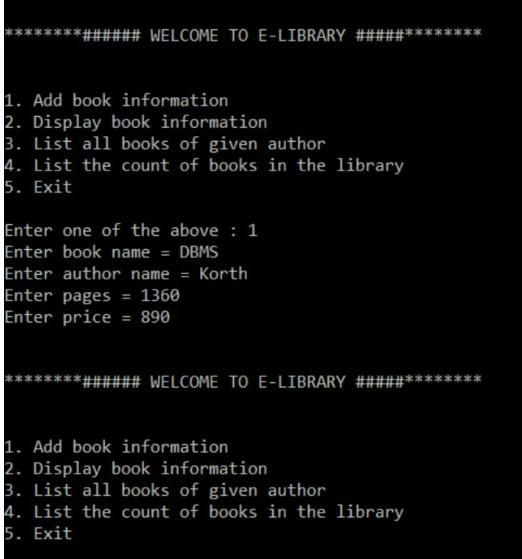 ********###### WELCOME TO E-LIBRARY #####********
1. Add book information
2. Display book information
3. List all books of given author
4. List the count of books in the library
5. Exit
Enter one of the above : 1
Enter book name = DBMS
Enter author name = Korth
Enter pages = 1360
Enter price = 890
********###### WELCOME TO E-LIBRARY #####********
1. Add book information
2. Display book information
3. List all books of given author
4. List the count of books in the library
5. Exit